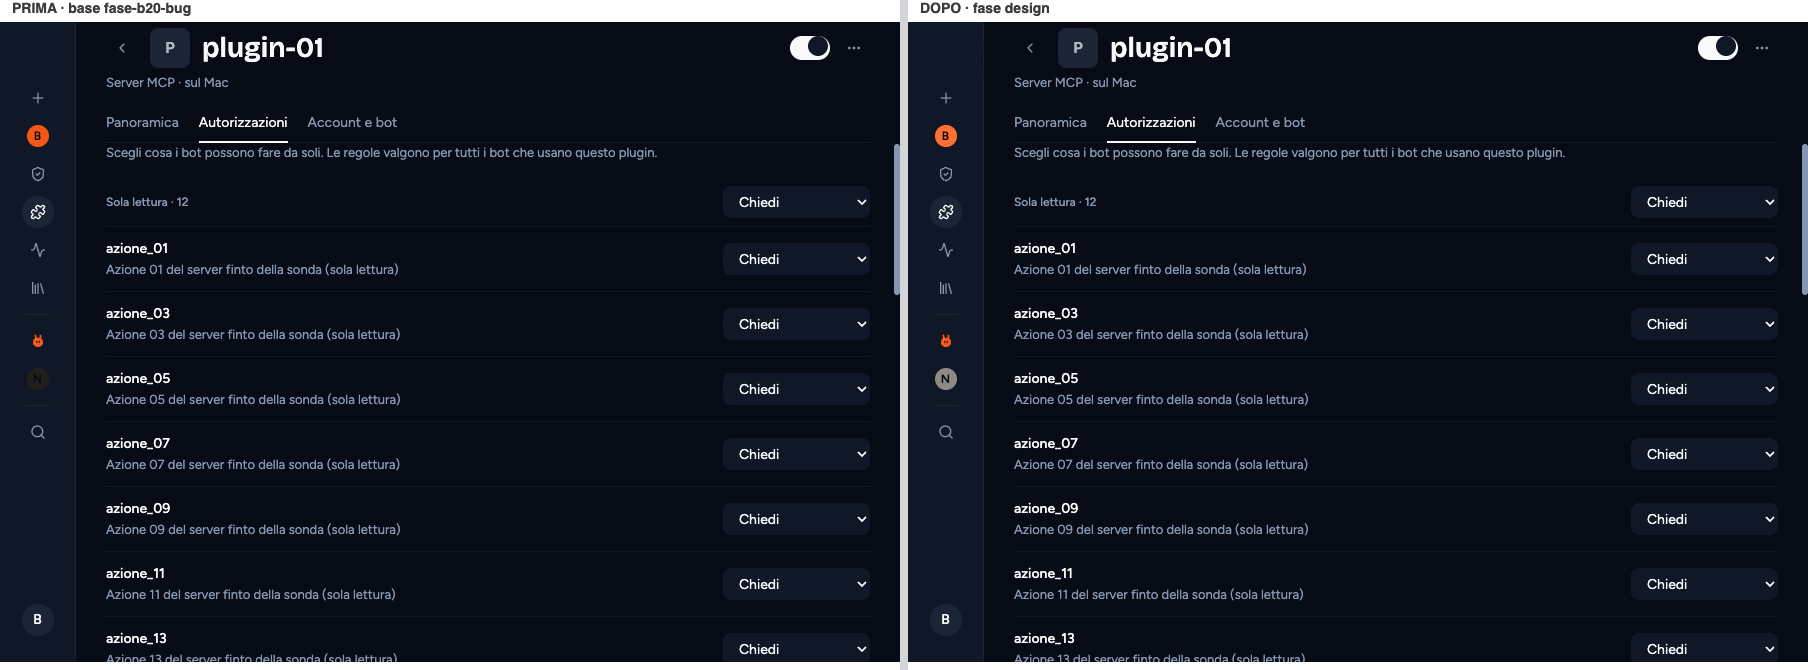 PRIMA · base fase-b20-bug
P plugin-01
Server MCP · sul Mac
Panoramica Autorizzazioni Account e bot
Scegli cosa i bot possono fare da soli. Le regole valgono per tutti i bot che usano questo plugin.
Sola lettura · 12 Chiedi
azione_01
Azione 01 del server finto della sonda (sola lettura) Chiedi
azione_03
Azione 03 del server finto della sonda (sola lettura) Chiedi
azione_05
Azione 05 del server finto della sonda (sola lettura) Chiedi
azione_07
Azione 07 del server finto della sonda (sola lettura) Chiedi
azione_09
Azione 09 del server finto della sonda (sola lettura) Chiedi
azione_11
Azione 11 del server finto della sonda (sola lettura) Chiedi
azione_13
Azione 13 del server finto della sonda (sola lettura) Chiedi
B
N
B
DOPO · fase design
P plugin-01
Server MCP · sul Mac
Panoramica Autorizzazioni Account e bot
Scegli cosa i bot possono fare da soli. Le regole valgono per tutti i bot che usano questo plugin.
Sola lettura · 12 Chiedi
azione_01
Azione 01 del server finto della sonda (sola lettura) Chiedi
azione_03
Azione 03 del server finto della sonda (sola lettura) Chiedi
azione_05
Azione 05 del server finto della sonda (sola lettura) Chiedi
azione_07
Azione 07 del server finto della sonda (sola lettura) Chiedi
azione_09
Azione 09 del server finto della sonda (sola lettura) Chiedi
azione_11
Azione 11 del server finto della sonda (sola lettura) Chiedi
azione_13
Azione 13 del server finto della sonda (sola lettura) Chiedi
B
N
B